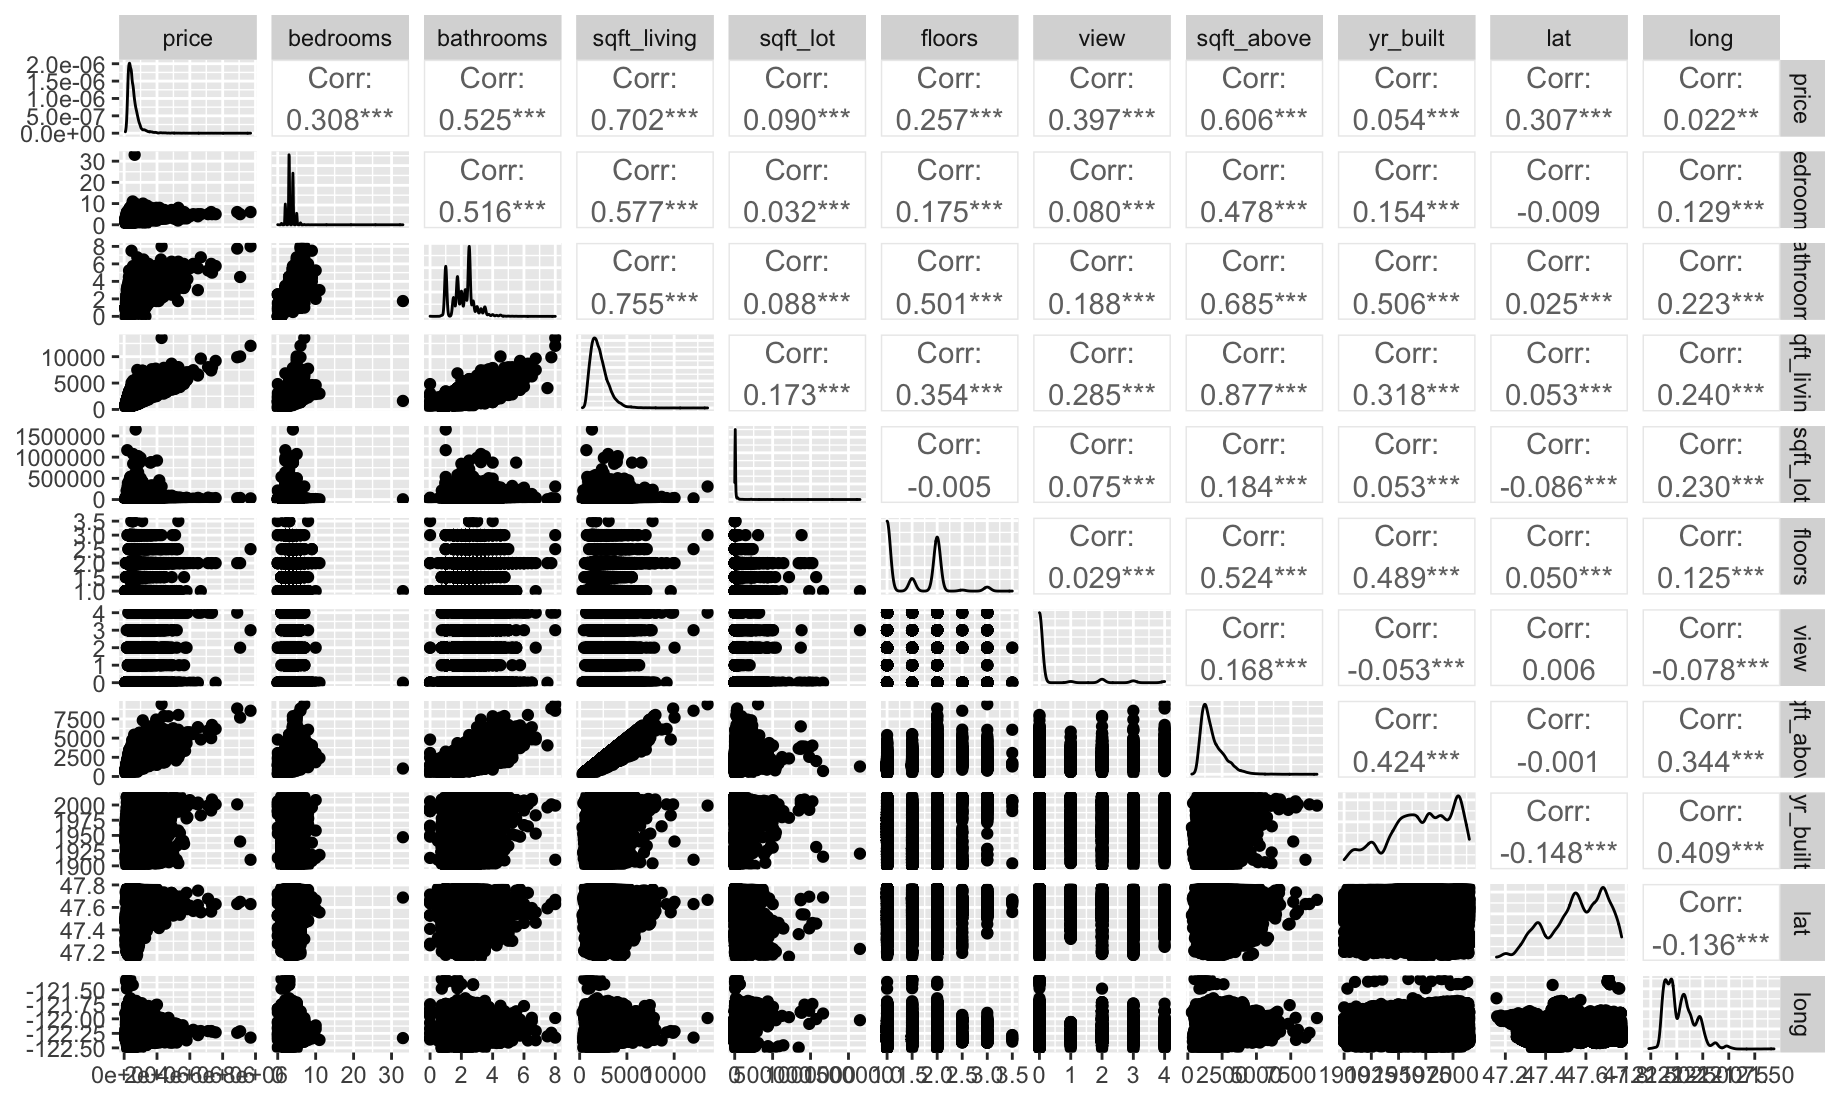 price bedrooms bathrooms sqft_living sqft_lot floors view sqft_above yr_built lat long
2.0e-06
1.5e-06
1.0e-06
5.0e-07
0.0e+00
Corr: Corr: Corr: Corr: Corr: Corr: Corr: Corr: Corr: Corr:
0.308*** 0.525*** 0.702*** 0.090*** 0.257*** 0.397*** 0.606*** 0.054*** 0.307*** 0.022**
price
30
20
10
0
Corr: Corr: Corr: Corr: Corr: Corr: Corr: Corr: Corr:
0.516*** 0.577*** 0.032*** 0.175*** 0.080*** 0.478*** 0.154*** -0.009 0.129***
edroom
8
6
4
2
0
Corr: Corr: Corr: Corr: Corr: Corr: Corr: Corr:
0.755*** 0.088*** 0.501*** 0.188*** 0.685*** 0.506*** 0.025*** 0.223***
athroom
10000
5000
0
Corr: Corr: Corr: Corr: Corr: Corr: Corr:
0.173*** 0.354*** 0.285*** 0.877*** 0.318*** 0.053*** 0.240***
qft_livin
1500000
1000000
500000
0
Corr: Corr: Corr: Corr: Corr: Corr:
-0.005 0.075*** 0.184*** 0.053*** -0.086*** 0.230***
sqft_lot
3.5
3.0
2.5
2.0
1.5
1.0
Corr: Corr: Corr: Corr: Corr:
0.029*** 0.524*** 0.489*** 0.050*** 0.125***
floors
4
3
2
1
0
Corr: Corr: Corr: Corr:
0.168*** -0.053*** 0.006 -0.078***
view
7500
5000
2500
0
Corr: Corr: Corr:
0.424*** -0.001 0.344***
qft_abov
2000
1975
1950
1925
1900
Corr: Corr:
-0.148*** 0.409***
yr_built
47.8
47.6
47.4
47.2
Corr:
-0.136***
lat
-121.50
-121.75
-122.00
-122.25
-122.50
long
0 10 20 30 0 2 4 6 8 0 5000 10000 0 1 2 3 4